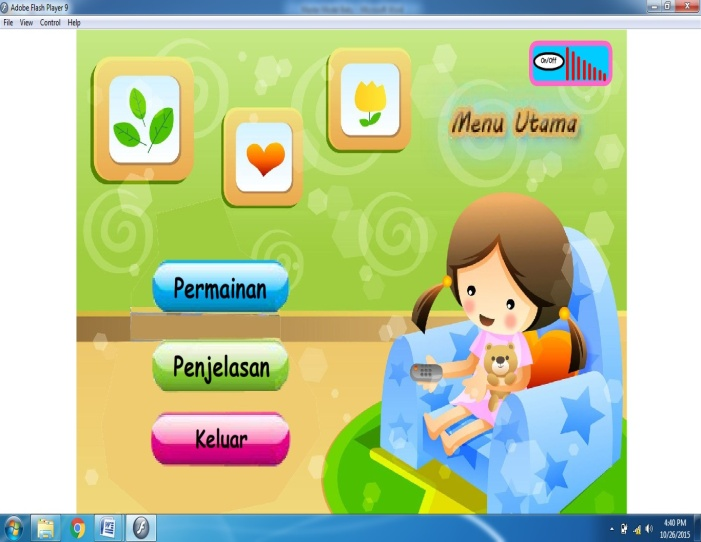 Adobe Flash Player 9
File View Control Help
On/Off
Menu Utama
Permainan
Penjelasan
Keluar
4:40 PM
10/26/2015